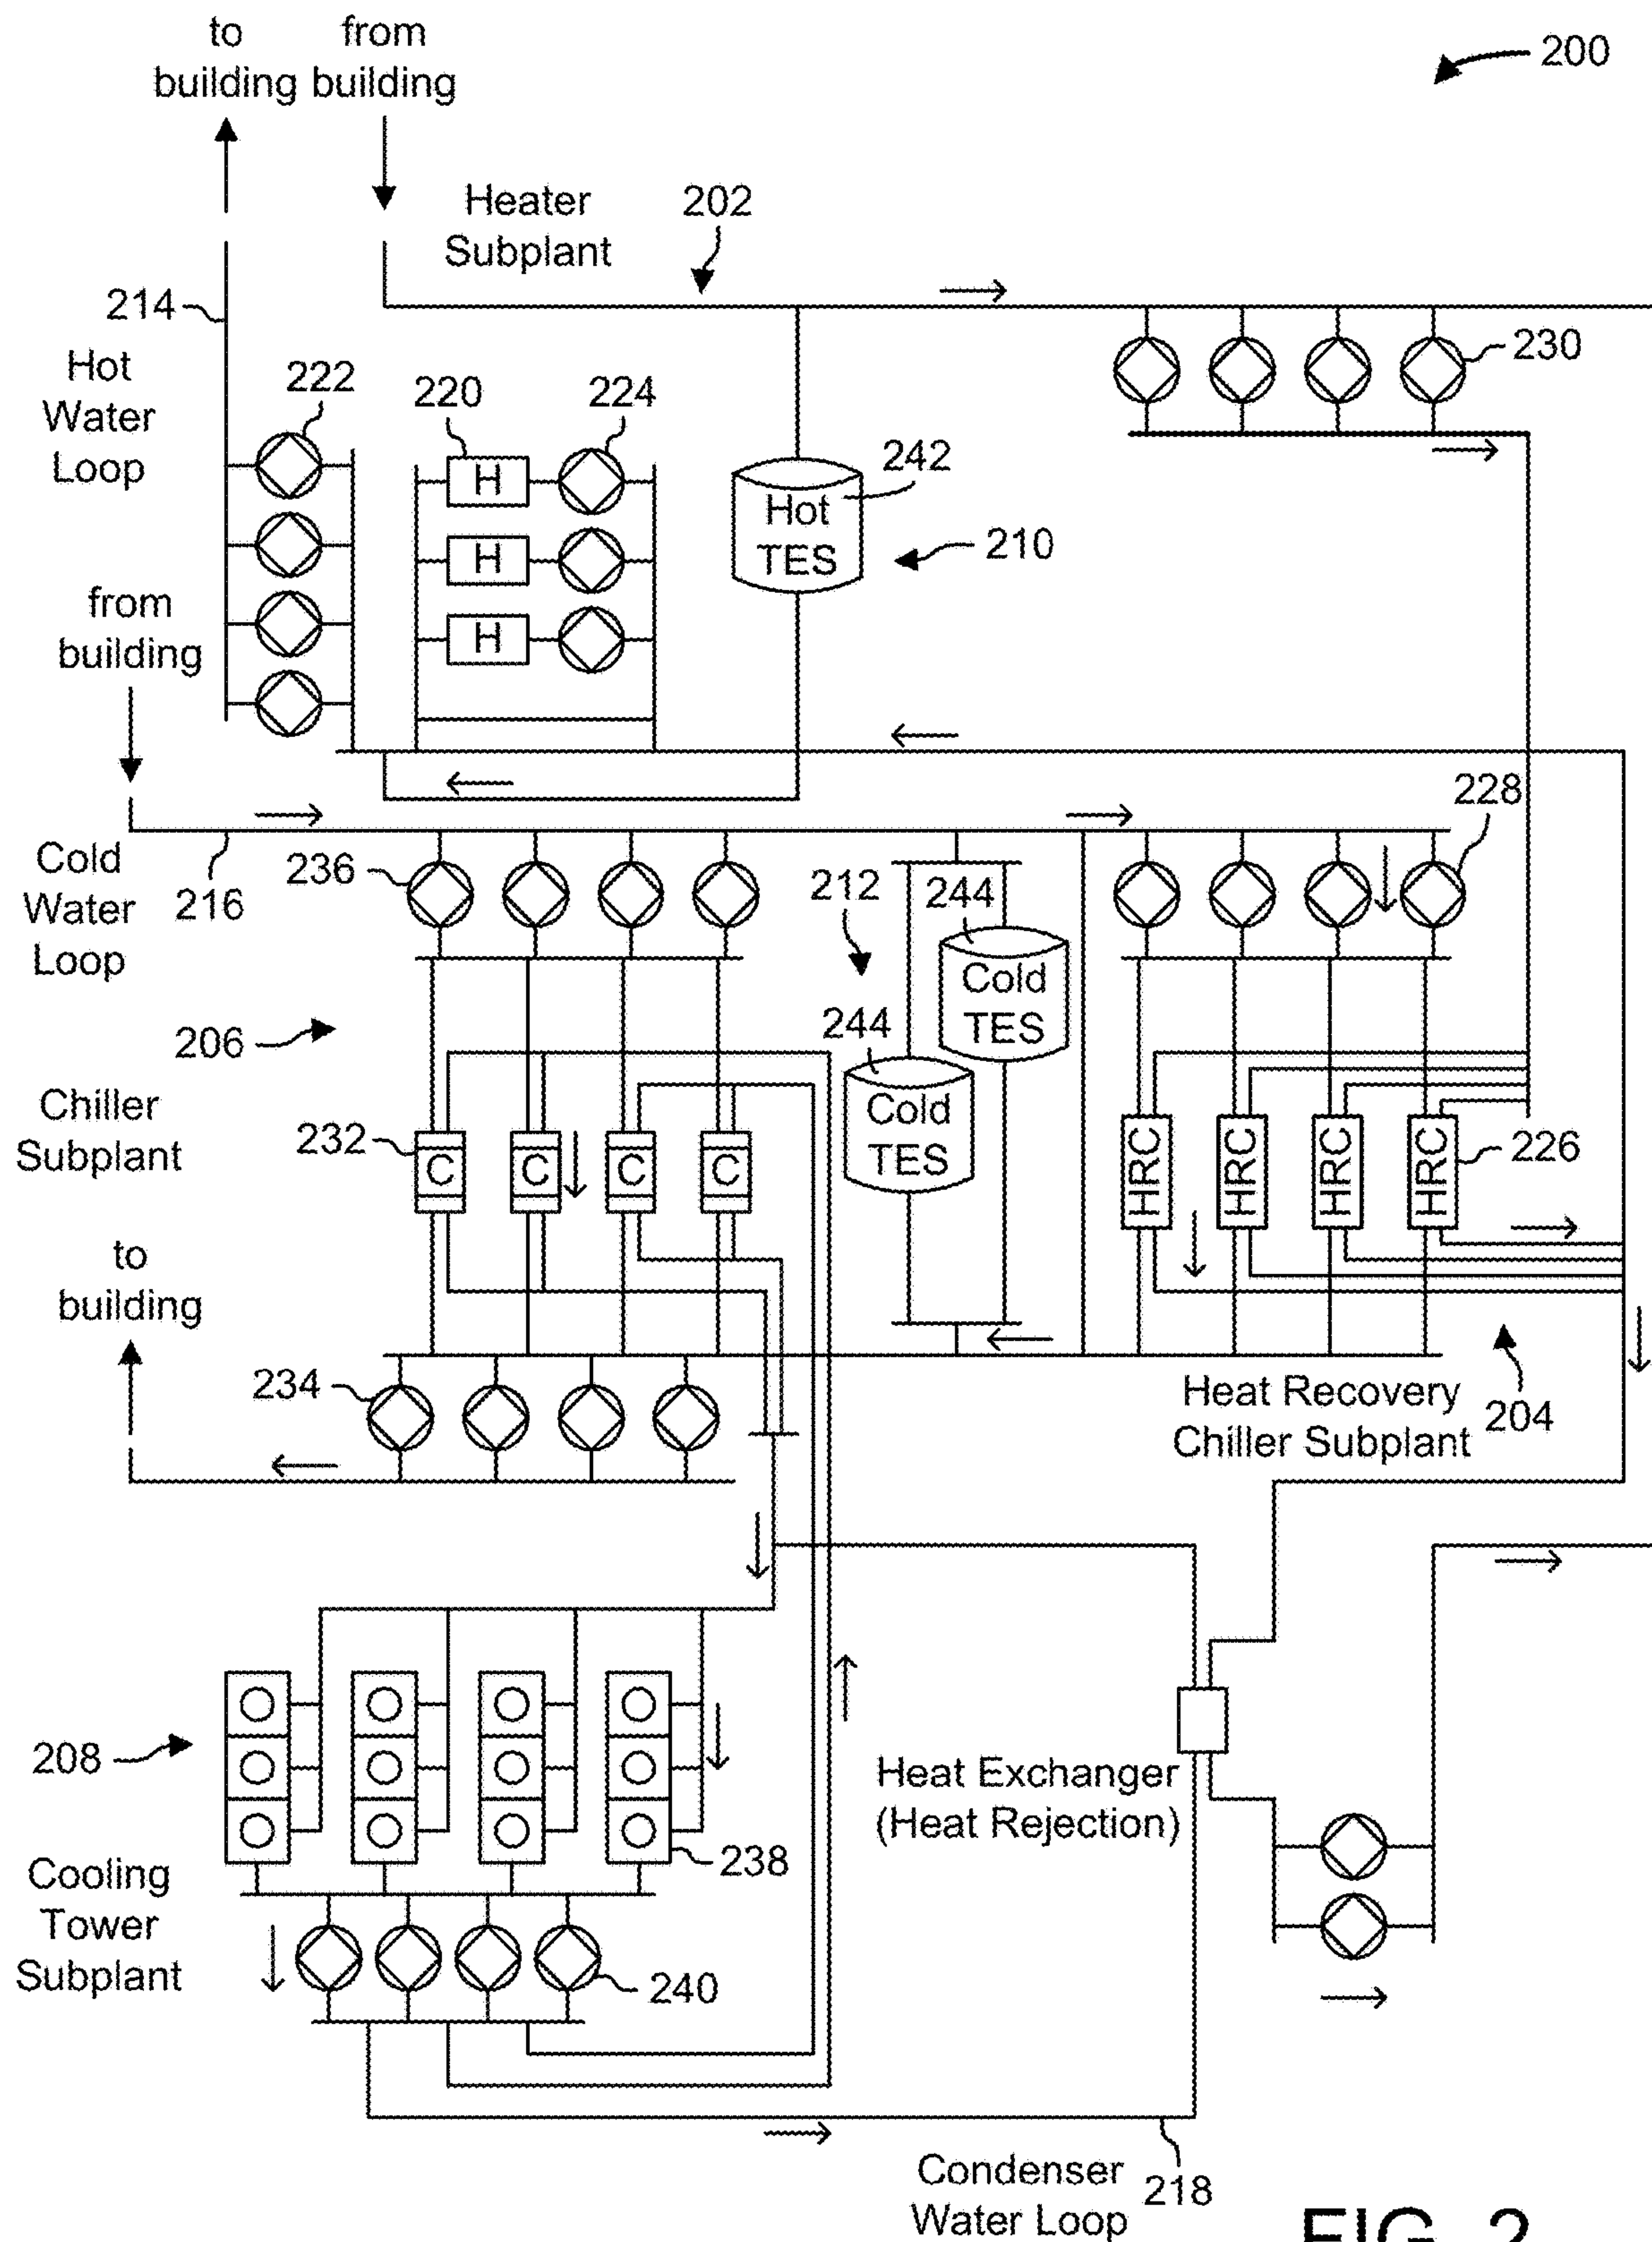 to
building
from
building
200
Heater
Subplant
202
214
Hot
Water
Loop
222
220
224
230
H
H
H
Hot
TES
242
210
from
building
228
Cold
Water
Loop
216
236
212
244
Cold
TES
244
Cold
TES
206
Chiller
Subplant
232
C
C
C
C
HRC
HRC
HRC
HRC
226
to
building
234
Heat Recovery
Chiller Subplant
204
208
Heat Exchanger
(Heat Rejection)
238
Cooling
Tower
Subplant
240
Condenser
Water Loop
218
FIG. 2